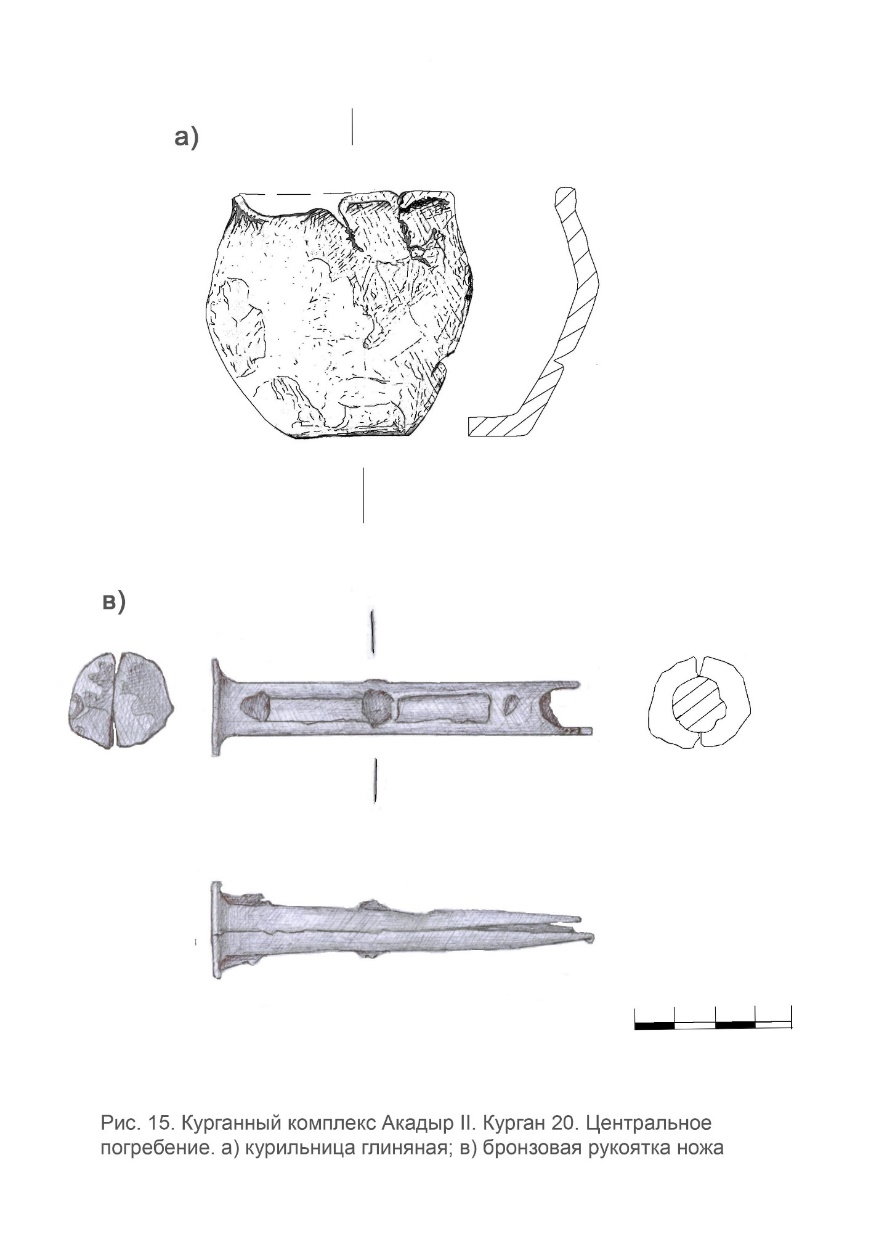 а)
в)
Рис. 15. Курганный комплекс Акадыр II. Курган 20. Центральное
погребение. а) курильница глиняная; в) бронзовая рукоятка ножа